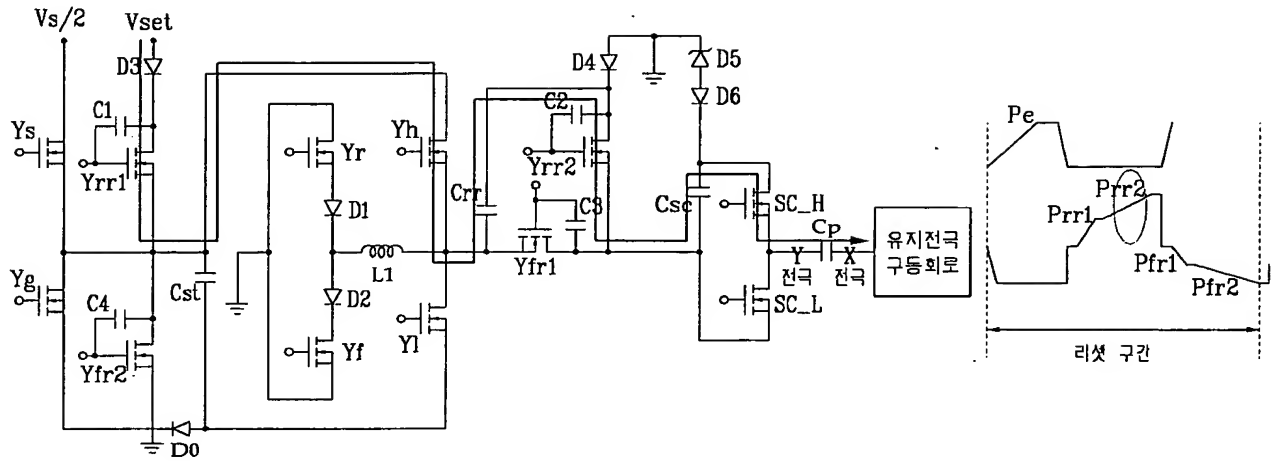 Vs/2
Vset
D3
C1
Ys
Yrr1
Yg
C4
Yfr2
Cst
D0
Yr
D1
L1
D2
Yf
Yh
Yl
Crr
D4
C2
Yrr2
C3
Yfr1
D5
D6
Csc
SC_H
SC_L
Cp
Y
전극
X
전극
유지전극
구동회로
Pe
Prr2
Prr1
Pfr1
Pfr2
리셋 구간